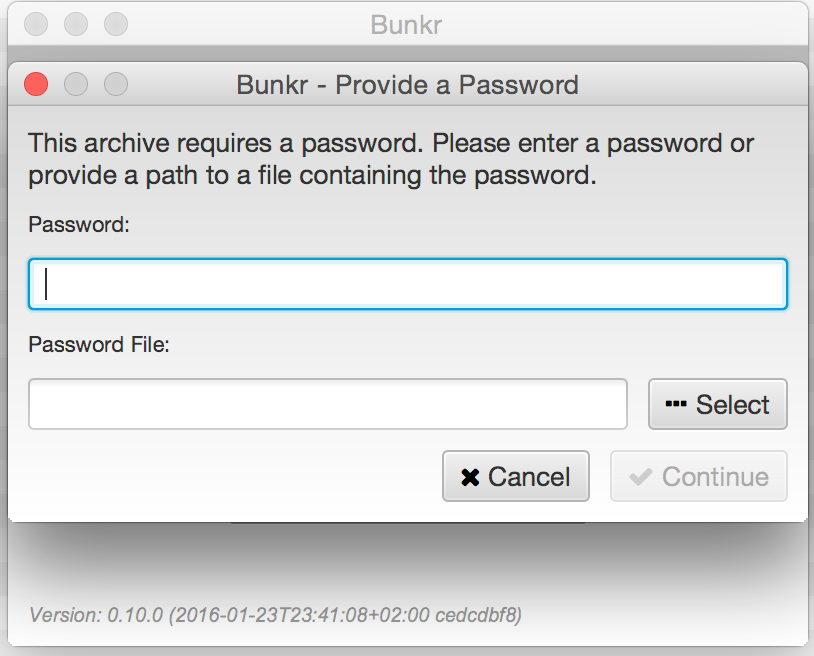 Bunkr
Bunkr - Provide a Password
This archive requires a password. Please enter a password or
provide a path to a file containing the password.
Password:
Password File:
Select
Cancel
Continue
Version: 0.10.0 (2016-01-23T23:41:08+02:00 cedcdbf8)